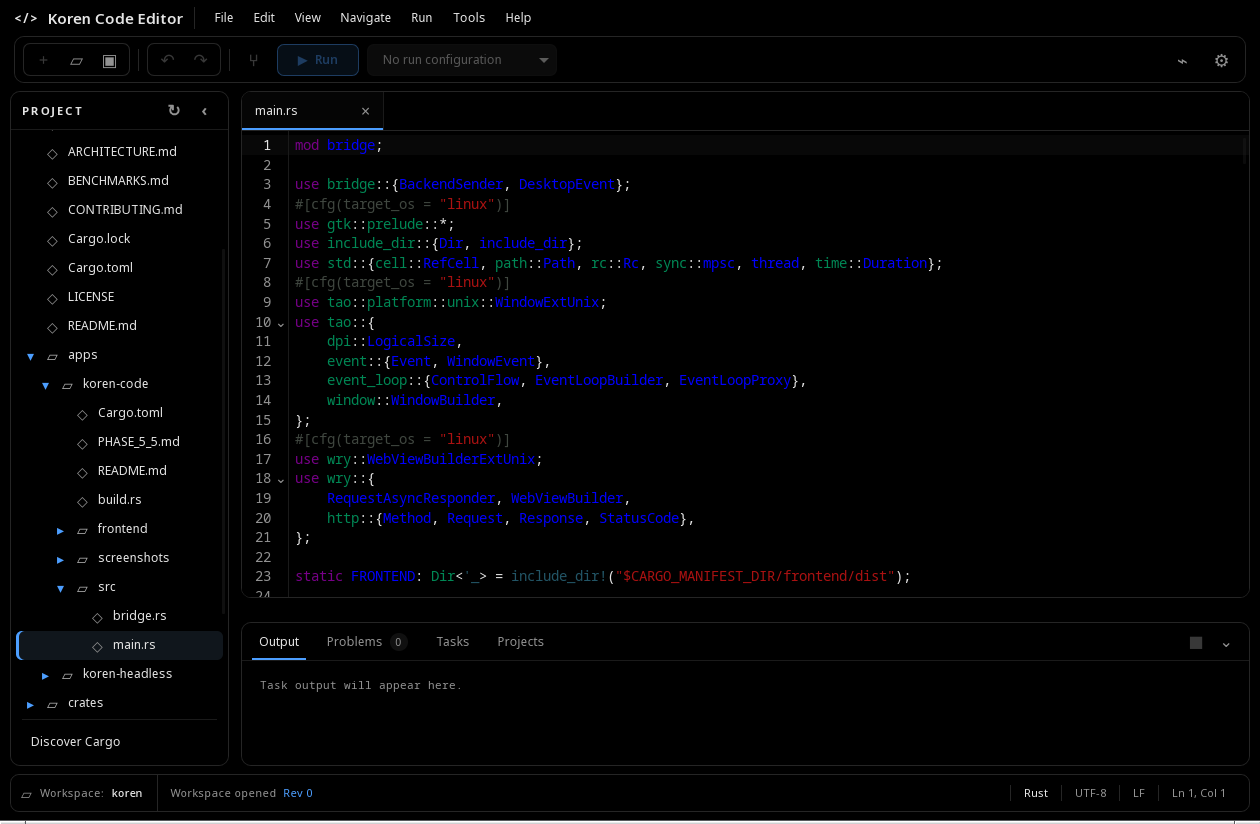 </> Koren Code Editor File Edit View Navigate Run Tools Help
Run No run configuration
PROJECT
ARCHITECTURE.md
BENCHMARKS.md
CONTRIBUTING.md
Cargo.lock
Cargo.toml
LICENSE
README.md
apps
koren-code
Cargo.toml
PHASE_5_5.md
README.md
build.rs
frontend
screenshots
src
bridge.rs
main.rs
koren-headless
crates
Discover Cargo
main.rs ×
1 mod bridge;
2
3 use bridge::{BackendSender, DesktopEvent};
4 #[cfg(target_os = "linux")]
5 use gtk::prelude::*;
6 use include_dir::{Dir, include_dir};
7 use std::{cell::RefCell, path::Path, rc::Rc, sync::mpsc, thread, time::Duration};
8 #[cfg(target_os = "linux")]
9 use tao::platform::unix::WindowExtUnix;
10 use tao::{
11     dpi::LogicalSize,
12     event::{Event, WindowEvent},
13     event_loop::{ControlFlow, EventLoopBuilder, EventLoopProxy},
14     window::WindowBuilder,
15 };
16 #[cfg(target_os = "linux")]
17 use wry::WebViewBuilderExtUnix;
18 use wry::{
19     RequestAsyncResponder, WebViewBuilder,
20     http::{Method, Request, Response, StatusCode},
21 };
22
23 static FRONTEND: Dir<'_> = include_dir!("$CARGO_MANIFEST_DIR/frontend/dist");
24
Output Problems 0 Tasks Projects
Task output will appear here.
Workspace: koren Workspace opened Rev 0 Rust UTF-8 LF Ln 1, Col 1